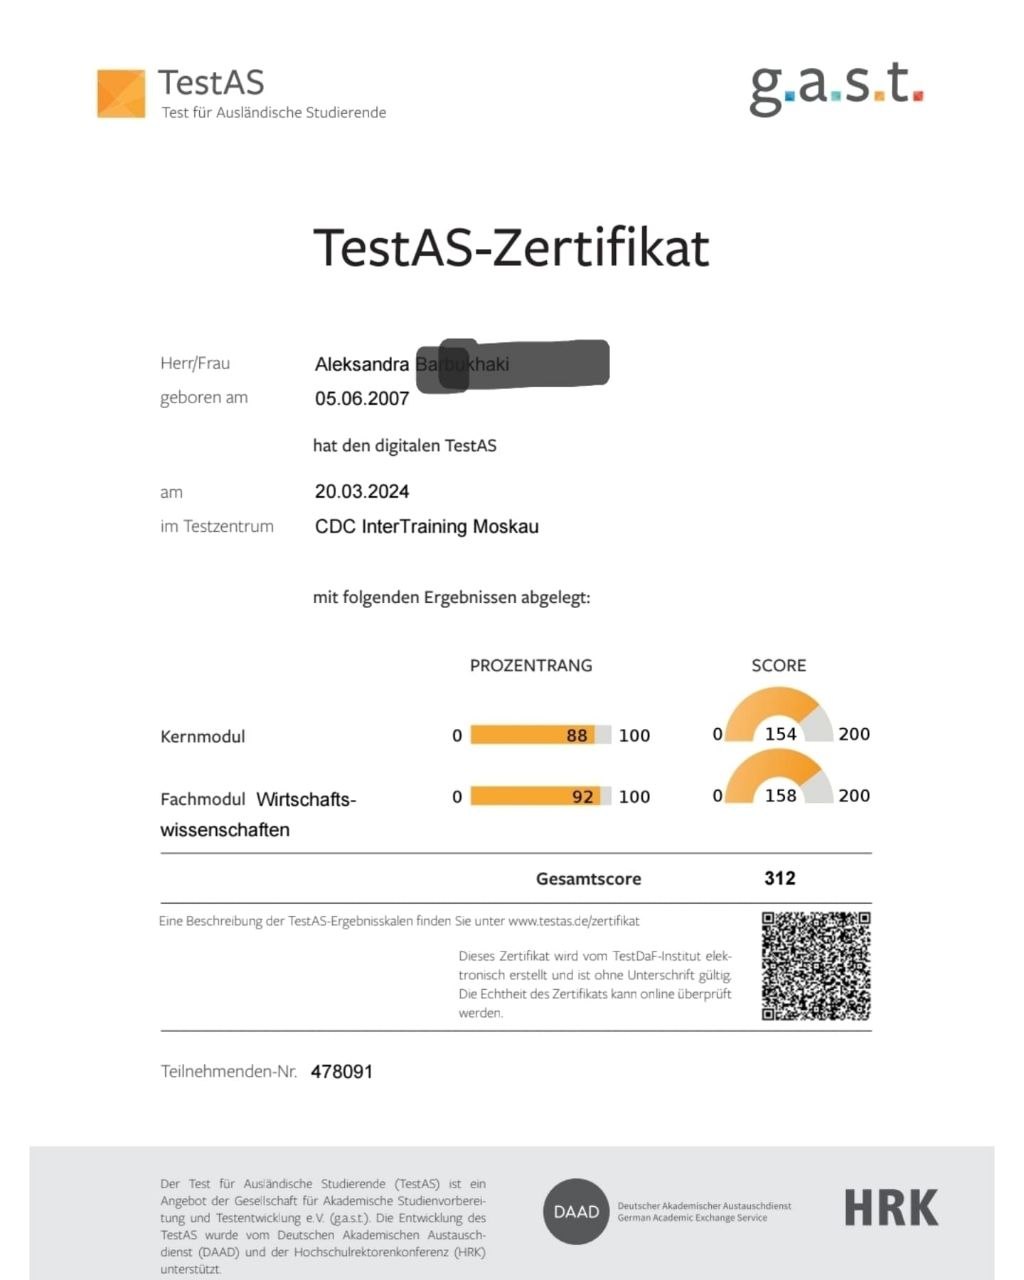 TestAS
Test für Ausländische Studierende
g.a.s.t.
TestAS-Zertifikat
Herr/Frau Aleksandra
geboren am 05.06.2007
hat den digitalen TestAS
am 20.03.2024
im Testzentrum CDC InterTraining Moskau
mit folgenden Ergebnissen abgelegt:
PROZENTRANG SCORE
Kernmodul 0 88 100 0 154 200
Fachmodul Wirtschafts- 0 92 100 0 158 200
wissenschaften
Gesamtscore 312
Eine Beschreibung der TestAS-Ergebnisskalen finden Sie unter www.testas.de/zertifikat
Dieses Zertifikat wird vom TestDaF-Institut elek-
tronisch erstellt und ist ohne Unterschrift gültig.
Die Echtheit des Zertifikats kann online überprüft
werden.
Teilnehmenden-Nr. 478091
Der Test für Ausländische Studierende (TestAS) ist ein
Angebot der Gesellschaft für Akademische Studienvorberei-
tung und Testentwicklung e.V. (g.a.s.t.). Die Entwicklung des
TestAS wurde vom Deutschen Akademischen Austausch-
dienst (DAAD) und der Hochschulrektorenkonferenz (HRK)
unterstützt.
DAAD
Deutscher Akademischer Austauschdienst
German Academic Exchange Service
HRK